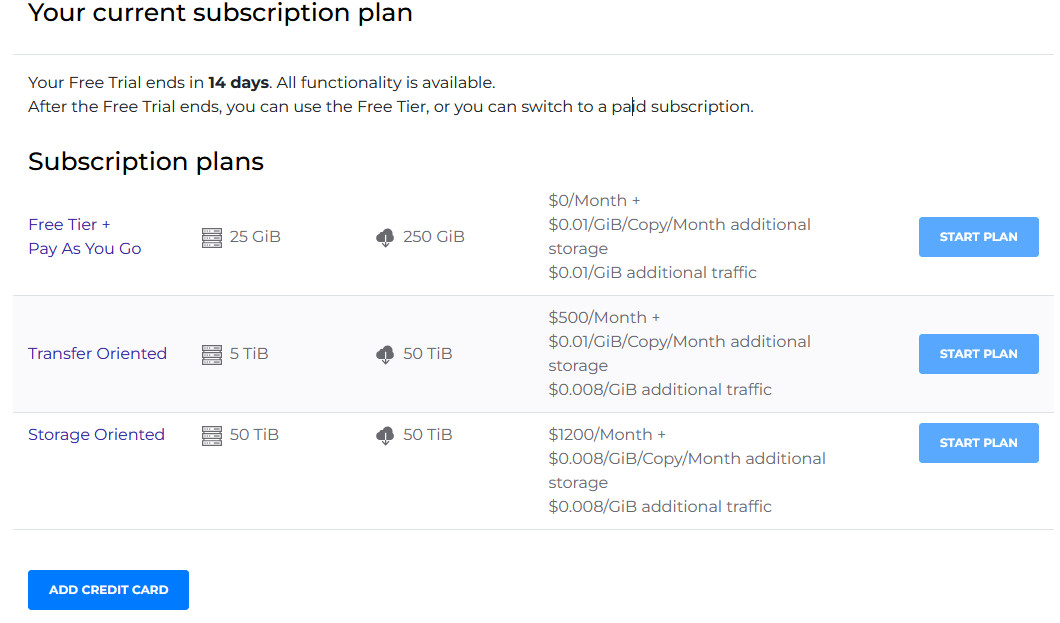 Your current subscription plan
Your Free Trial ends in 14 days. All functionality is available.
After the Free Trial ends, you can use the Free Tier, or you can switch to a paid subscription.
Subscription plans
Free Tier +
Pay As You Go
25 GiB
250 GiB
$0/Month +
$0.01/GiB/Copy/Month additional
storage
$0.01/GiB additional traffic
START PLAN
Transfer Oriented
5 TiB
50 TiB
$500/Month +
$0.01/GiB/Copy/Month additional
storage
$0.008/GiB additional traffic
START PLAN
Storage Oriented
50 TiB
50 TiB
$1200/Month +
$0.008/GiB/Copy/Month additional
storage
$0.008/GiB additional traffic
START PLAN
ADD CREDIT CARD